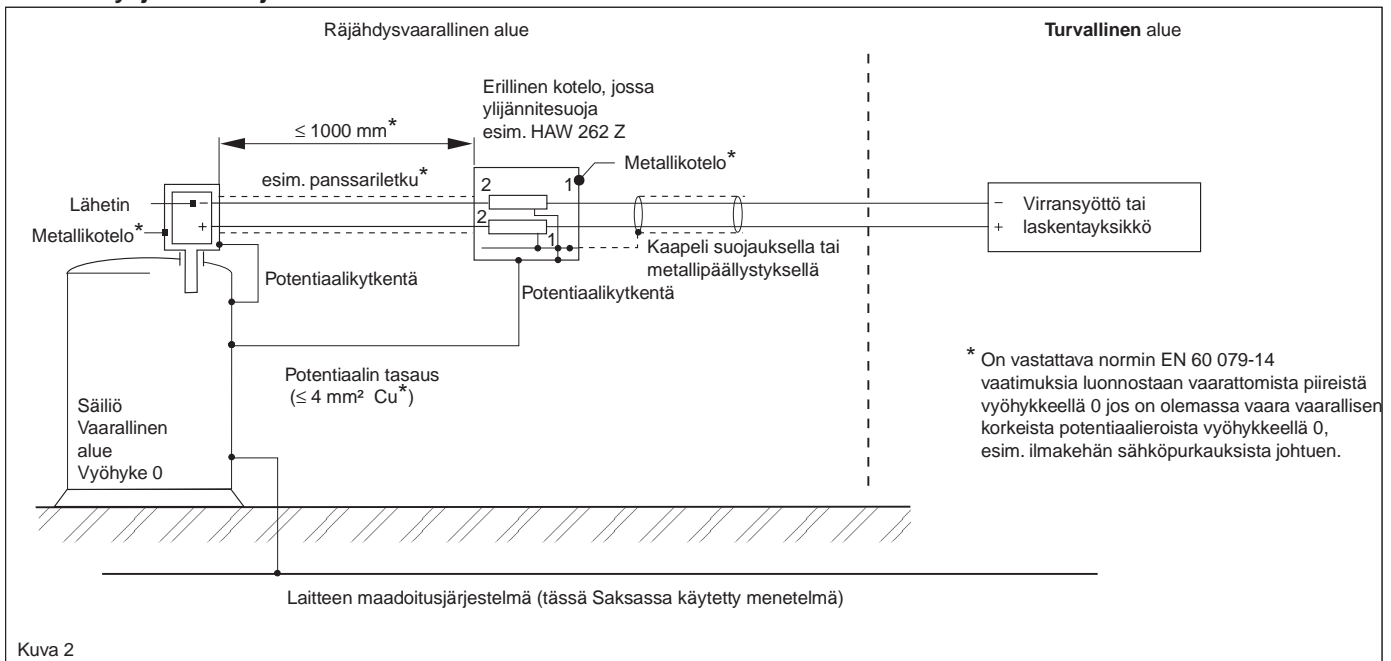 Räjähdysvaarallinen alue
Turvallinen alue
Erillinen kotelo, jossa
ylijännitesuoja
esim. HAW 262 Z
≤ 1000 mm*
Metallikotelo*
esim. panssariletku*
2
1
Lähetin
–
–
Virransyöttö tai
2
Metallikotelo*
+
+
laskentayksikkö
1
Kaapeli suojauksella tai
metallipäällystyksellä
Potentiaalikytkentä
Potentiaalikytkentä
* On vastattava normin EN 60 079-14
vaatimuksia luonnostaan vaarattomista piireistä
vyöhykkeellä 0 jos on olemassa vaara vaarallisen
korkeista potentiaalieroista vyöhykkeellä 0,
esim. ilmakehän sähköpurkauksista johtuen.
Potentiaalin tasaus
(≤ 4 mm² Cu*)
Säiliö
Vaarallinen
alue
Vyöhyke 0
Laitteen maadoitusjärjestelmä (tässä Saksassa käytetty menetelmä)
Kuva 2